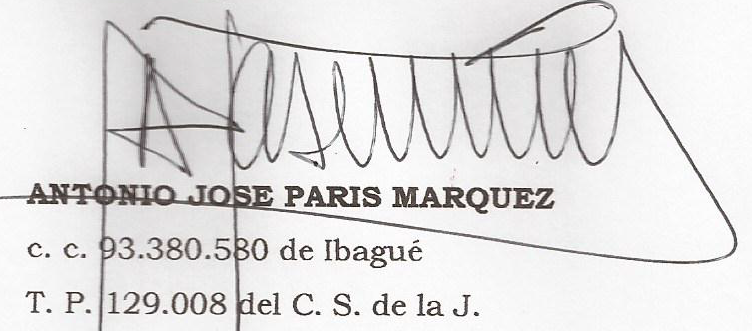 ANTONIO JOSE PARIS MARQUEZ
c. c. 93.380.580 de Ibagué
T. P. 129.008 del C. S. de la J.